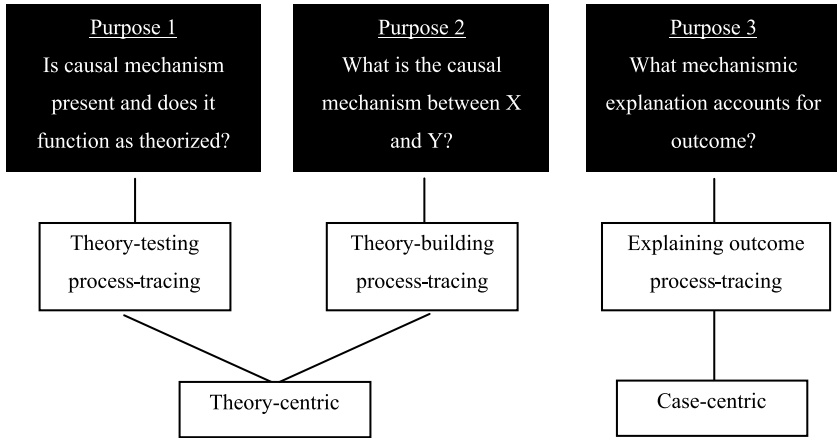 Purpose 1
Is causal mechanism
present and does it
function as theorized?
Purpose 2
What is the causal
mechanism between X
and Y?
Purpose 3
What mechanismic
explanation accounts for
outcome?
Theory-testing
process-tracing
Theory-building
process-tracing
Explaining outcome
process-tracing
Theory-centric
Case-centric